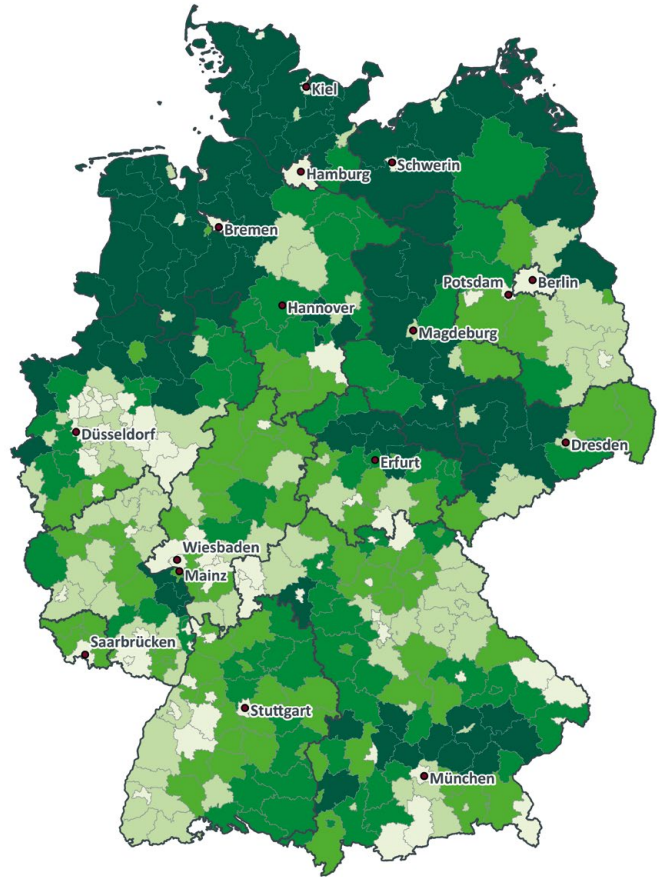 Kiel
Hamburg
Schwerin
Bremen
Potsdam
Berlin
Hannover
Magdeburg
Düsseldorf
Dresden
Erfurt
Wiesbaden
Mainz
Saarbrücken
Stuttgart
München